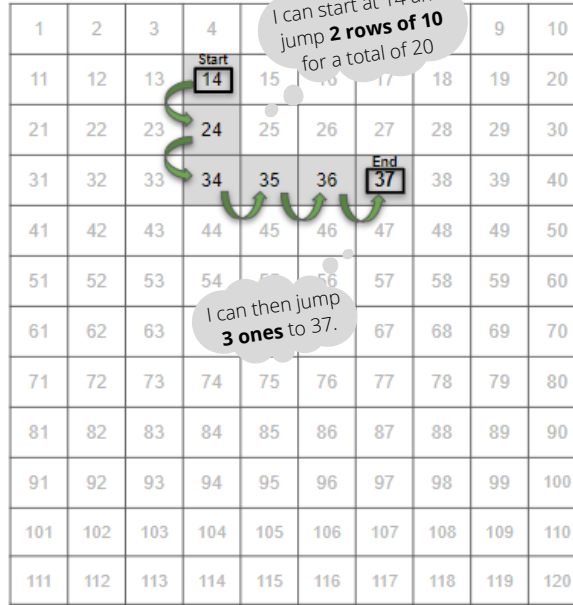 I can start at 14
jump 2 rows of 10
for a total of 20
1 2 3 4 9 10
Start
11 12 13 14 15 17 18 19 20
21 22 23 24 25 26 27 28 29 30
End
31 32 33 34 35 36 37 38 39 40
41 42 43 44 45 46 47 48 49 50
51 52 53 54 56 57 58 59 60
I can then jump
3 ones to 37.
61 62 63 67 68 69 70
71 72 73 74 75 76 77 78 79 80
81 82 83 84 85 86 87 88 89 90
91 92 93 94 95 96 97 98 99 100
101 102 103 104 105 106 107 108 109 110
111 112 113 114 115 116 117 118 119 120